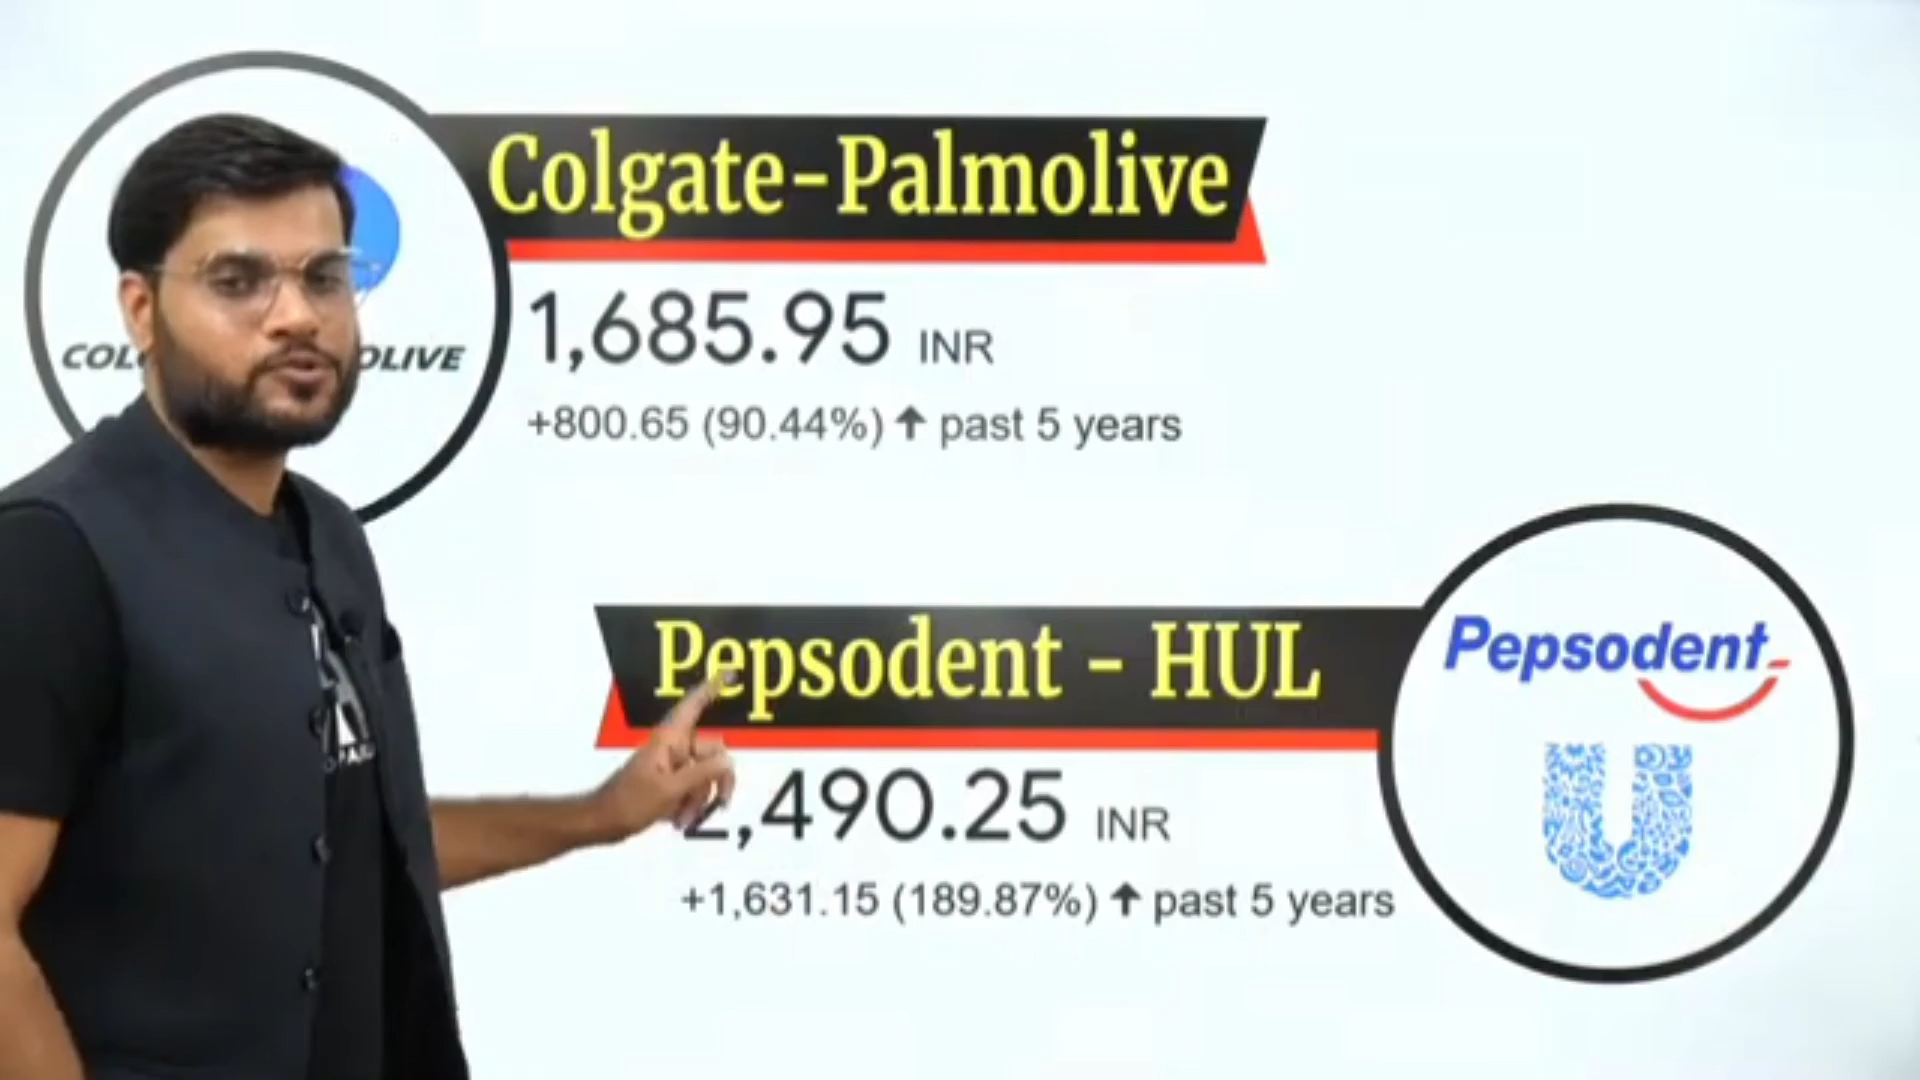 Colgate-Palmolive
1,685.95 INR
+800.65 (90.44%) ↑ past 5 years
Pepsodent - HUL
2,490.25 INR
+1,631.15 (189.87%) ↑ past 5 years
Pepsodent
U